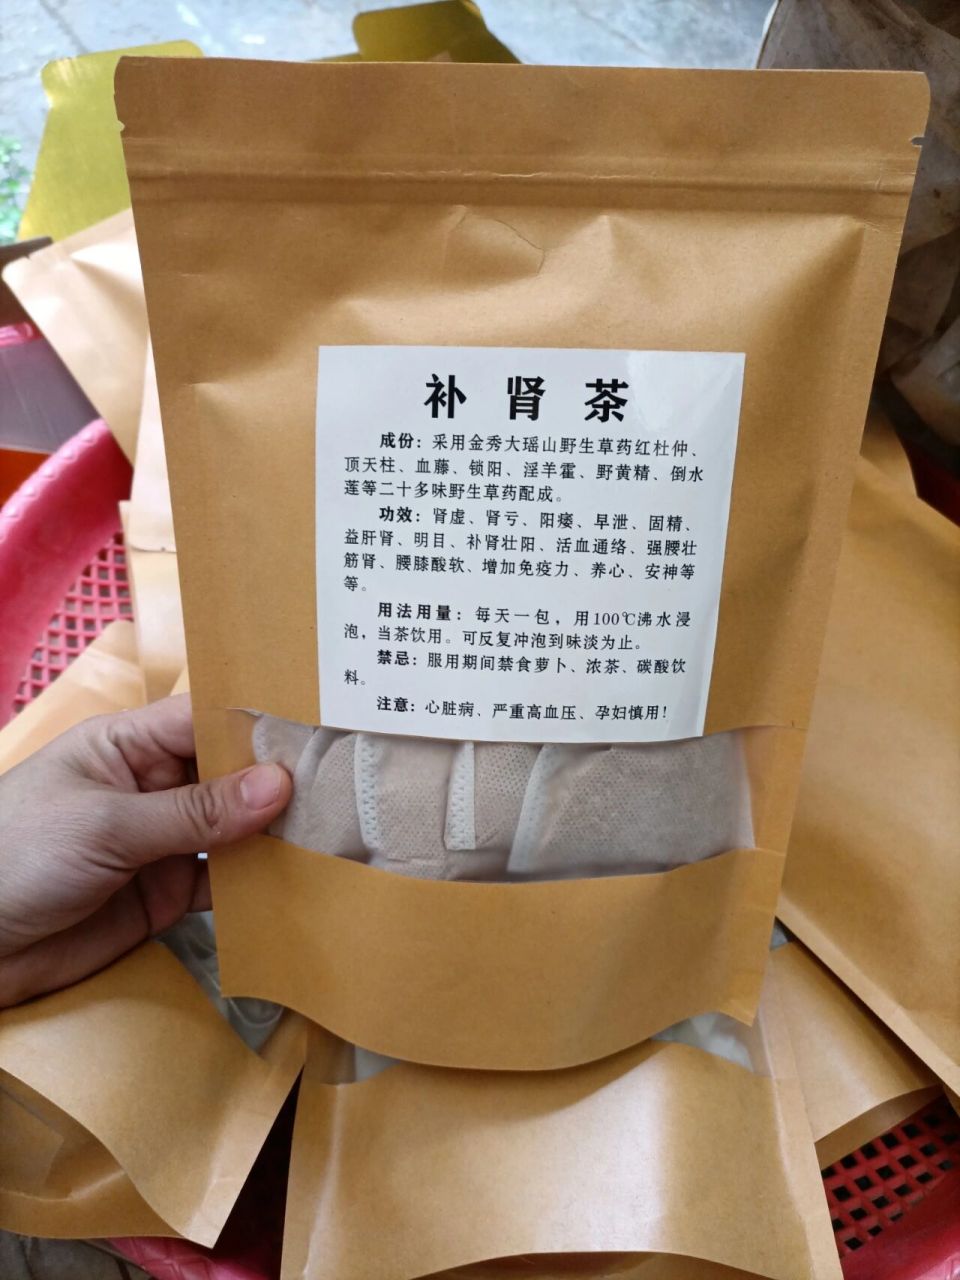 补肾茶
成份：采用金秀大瑶山野生草药红杜仲、
顶天柱、血藤、锁阳、淫羊霍、野黄精、倒水
莲等二十多味野生草药配成。
功效：肾虚、肾亏、阳痿、早泄、固精、
益肝肾、明目、补肾壮阳、活血通络、强腰壮
筋肾、腰膝酸软、增加免疫力、养心、安神等
等。
用法用量：每天一包，用100℃沸水浸
泡，当茶饮用。可反复冲泡到味淡为止。
禁忌：服用期间禁食萝卜、浓茶、碳酸饮
料。
注意：心脏病、严重高血压、孕妇慎用！